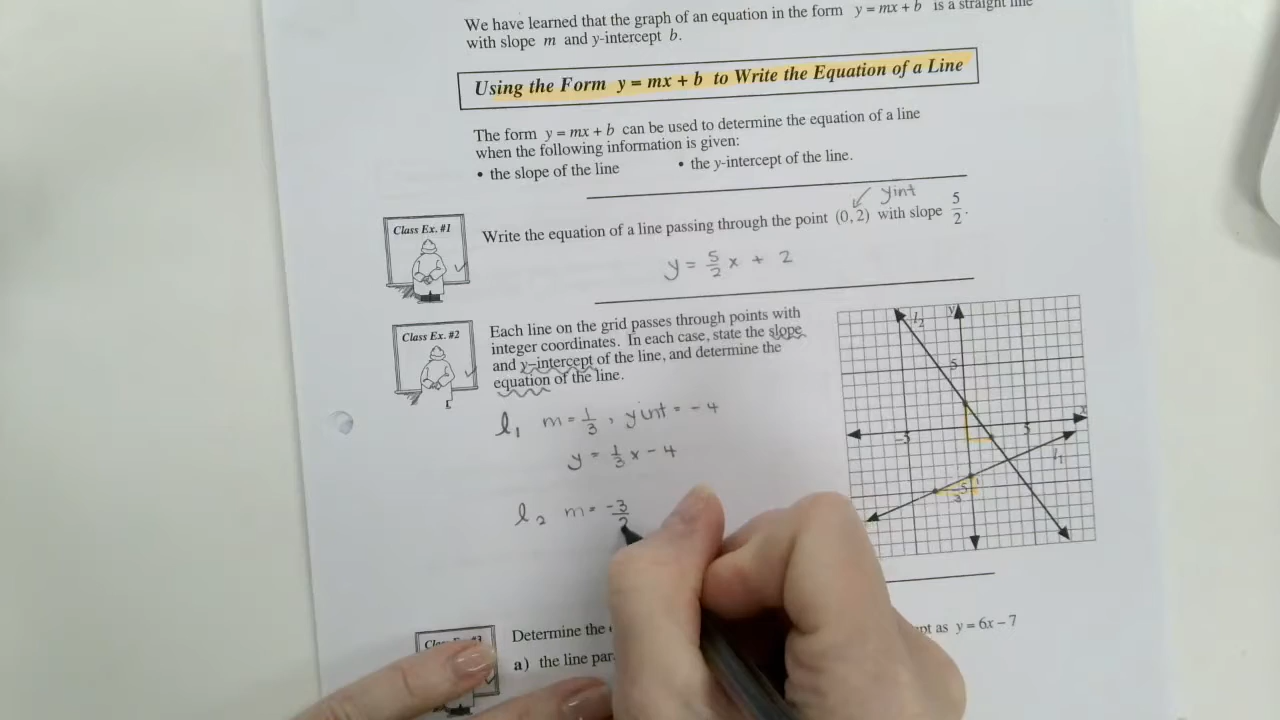 We have learned that the graph of an equation in the form y = mx + b is a straight line
with slope m and y-intercept b.
Using the Form y = mx + b to Write the Equation of a Line
The form y = mx + b can be used to determine the equation of a line
when the following information is given:
• the slope of the line • the y-intercept of the line.
yint
Class Ex. #1
Write the equation of a line passing through the point (0, 2) with slope 5/2.
y = 5/2 x + 2
Class Ex. #2
Each line on the grid passes through points with
integer coordinates. In each case, state the slope
and y-intercept of the line, and determine the
equation of the line.
l₁ m = 1/3, yint = -4
y = 1/3 x - 4
l₂ m = -3/2
l₂ y
5
x
-5 5
l₁
-5 1
3
Determine the
as y = 6x - 7
a) the line par